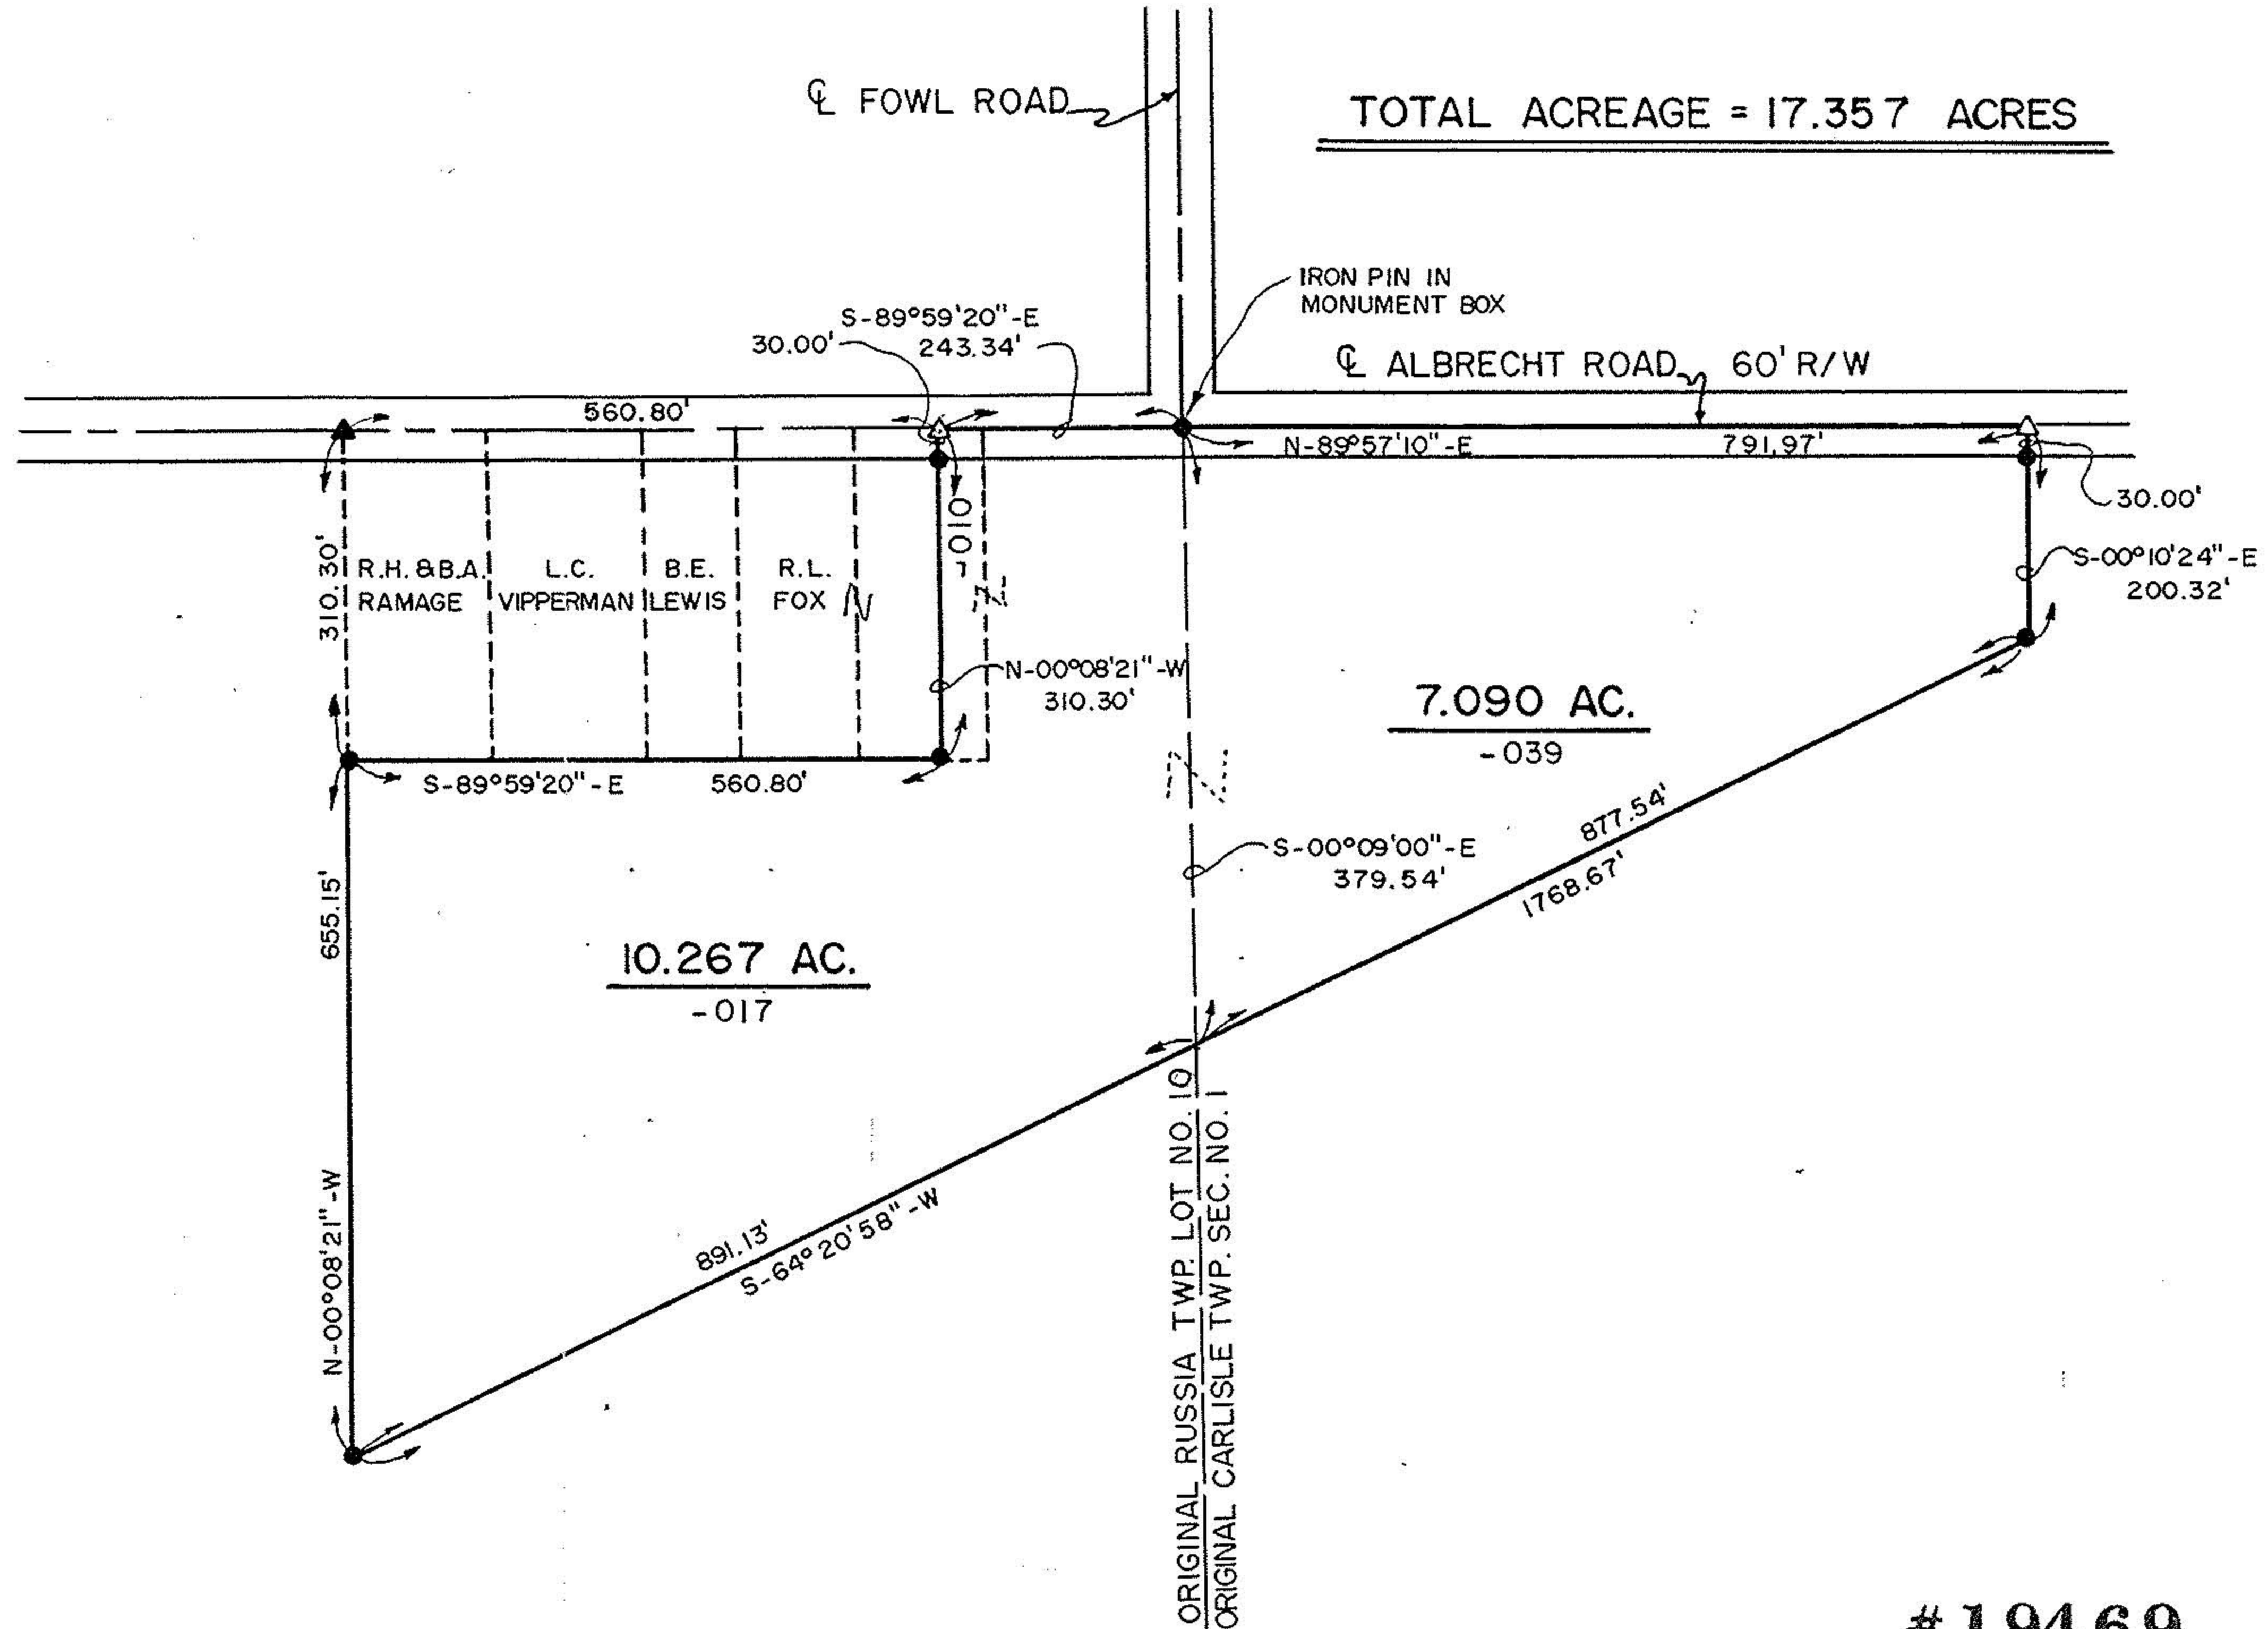 ℄ FOWL ROAD
TOTAL ACREAGE = 17.357 ACRES
IRON PIN IN
MONUMENT BOX
S-89°59'20"-E
30.00'
243.34'
℄ ALBRECHT ROAD 60' R/W
560.80'
N-89°57'10"-E
791.97'
30.00'
010
07
310.30'
R.H. & B.A.
RAMAGE
L.C.
VIPPERMAN
B.E.
LEWIS
R.L.
FOX
Z
Z
S-00°10'24"-E
200.32'
N-00°08'21"-W
310.30'
7.090 AC.
-039
S-89°59'20"-E
560.80'
Z
877.54'
1768.67'
S-00°09'00"-E
379.54'
655.15'
10.267 AC.
-017
N-00°08'21"-W
891.13'
S-64°20'58"-W
ORIGINAL RUSSIA TWP. LOT NO. 10
ORIGINAL CARLISLE TWP. SEC. NO. 1
#19469